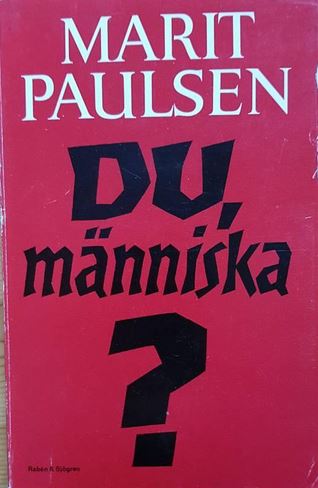 MARIT
PAULSEN
DU,
människa
?
Rabén & Sjögren